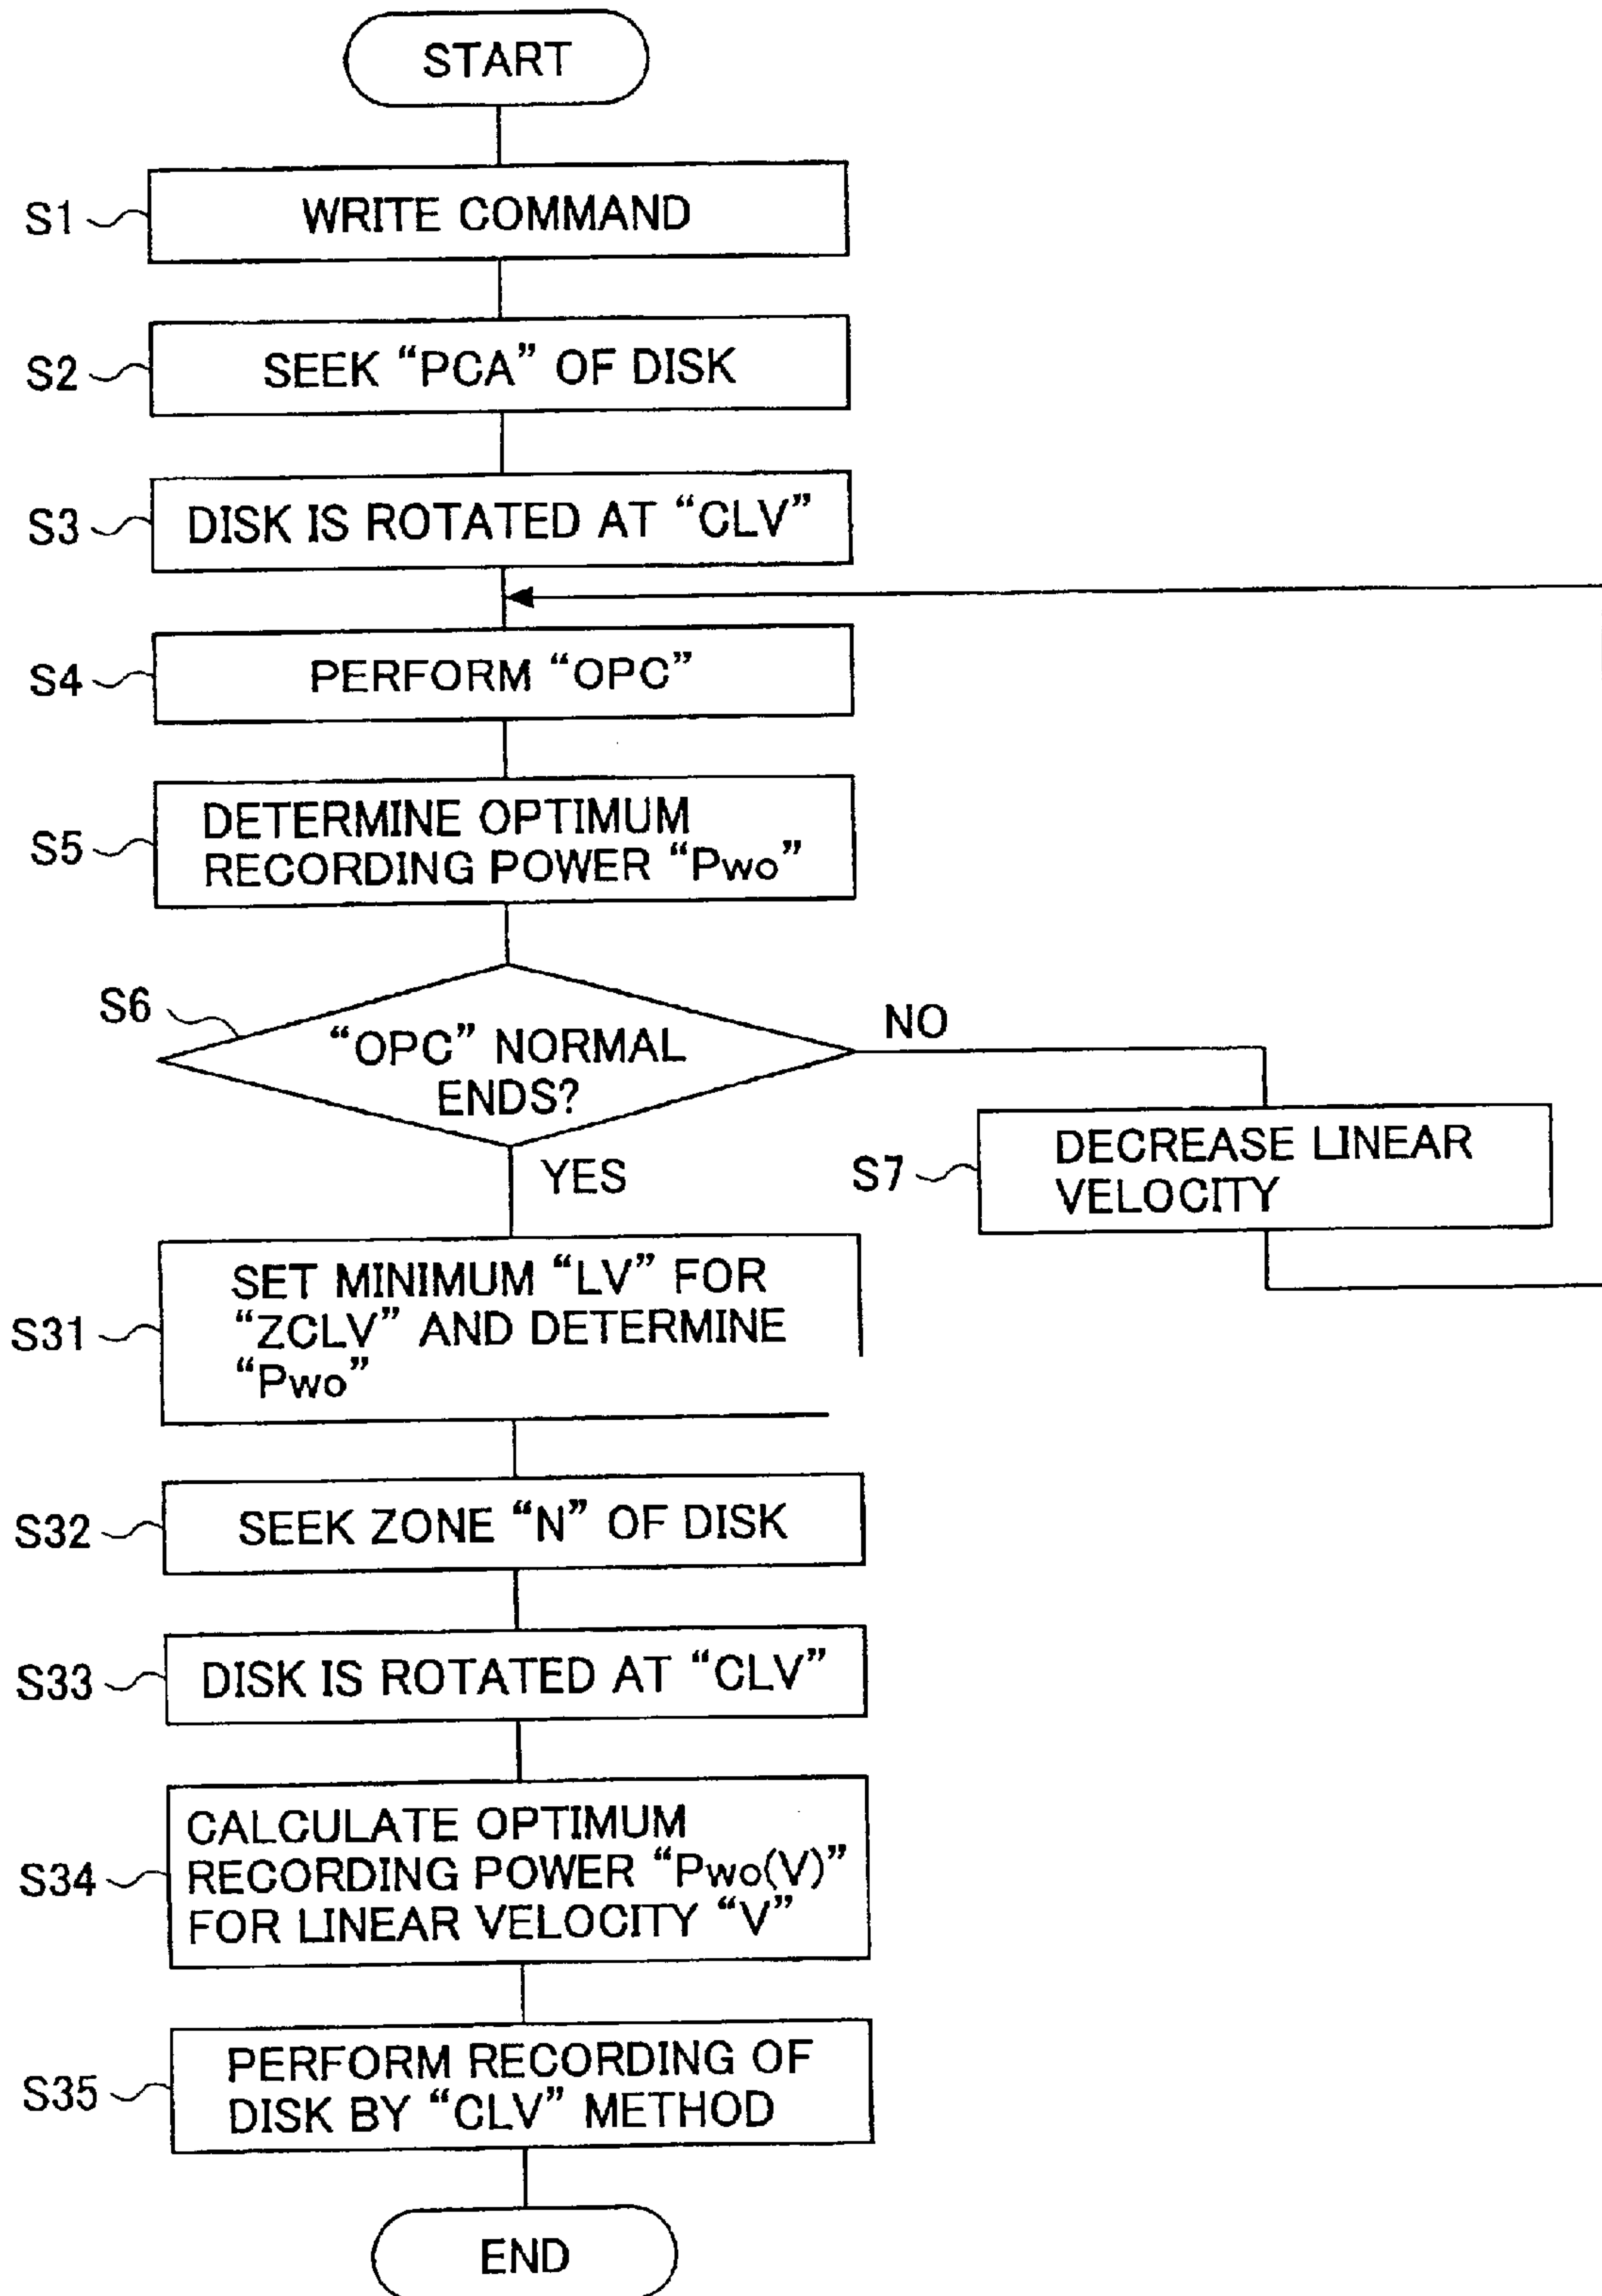 START
S1
WRITE COMMAND
S2
SEEK “PCA” OF DISK
S3
DISK IS ROTATED AT “CLV”
S4
PERFORM “OPC”
S5
DETERMINE OPTIMUM
RECORDING POWER “Pwo”
S6
“OPC” NORMAL
ENDS?
NO
YES
S7
DECREASE LINEAR
VELOCITY
S31
SET MINIMUM “LV” FOR
“ZCLV” AND DETERMINE
“Pwo”
S32
SEEK ZONE “N” OF DISK
S33
DISK IS ROTATED AT “CLV”
S34
CALCULATE OPTIMUM
RECORDING POWER “Pwo(V)”
FOR LINEAR VELOCITY “V”
S35
PERFORM RECORDING OF
DISK BY “CLV” METHOD
END